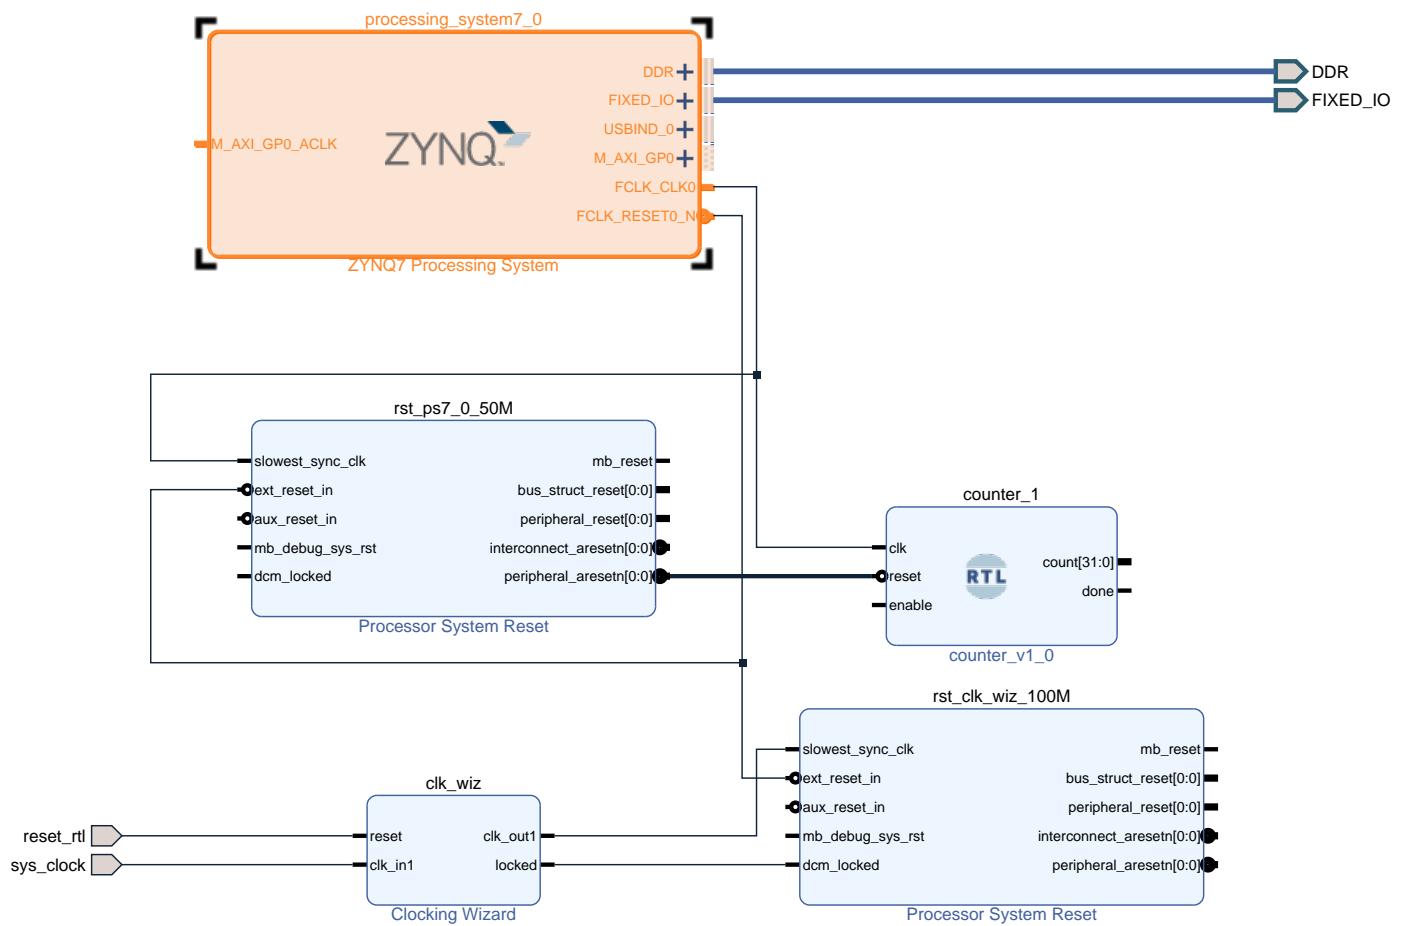 processing_system7_0
DDR
FIXED_IO
USBIND_0
M_AXI_GP0
FCLK_CLK0
FCLK_RESET0_N
M_AXI_GP0_ACLK
ZYNQ
ZYNQ7 Processing System
DDR
FIXED_IO
rst_ps7_0_50M
slowest_sync_clk
ext_reset_in
aux_reset_in
mb_debug_sys_rst
dcm_locked
mb_reset
bus_struct_reset[0:0]
peripheral_reset[0:0]
interconnect_aresetn[0:0]
peripheral_aresetn[0:0]
Processor System Reset
counter_1
clk
reset
enable
RTL
count[31:0]
done
counter_v1_0
rst_clk_wiz_100M
slowest_sync_clk
ext_reset_in
aux_reset_in
mb_debug_sys_rst
dcm_locked
mb_reset
bus_struct_reset[0:0]
peripheral_reset[0:0]
interconnect_aresetn[0:0]
peripheral_aresetn[0:0]
Processor System Reset
clk_wiz
reset_rtl
sys_clock
reset
clk_in1
clk_out1
locked
Clocking Wizard